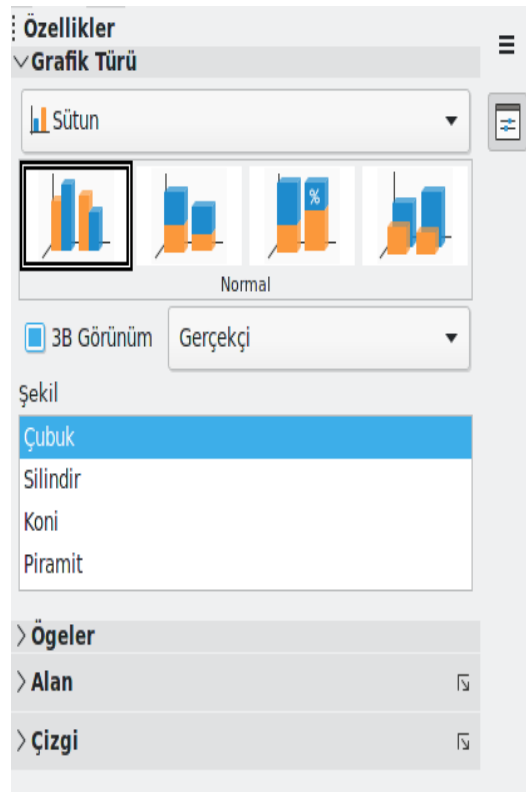 Özellikler
Grafik Türü
Sütun
%
Normal
3B Görünüm Gerçekçi
Şekil
Çubuk
Silindir
Koni
Piramit
Ögeler
Alan
Çizgi